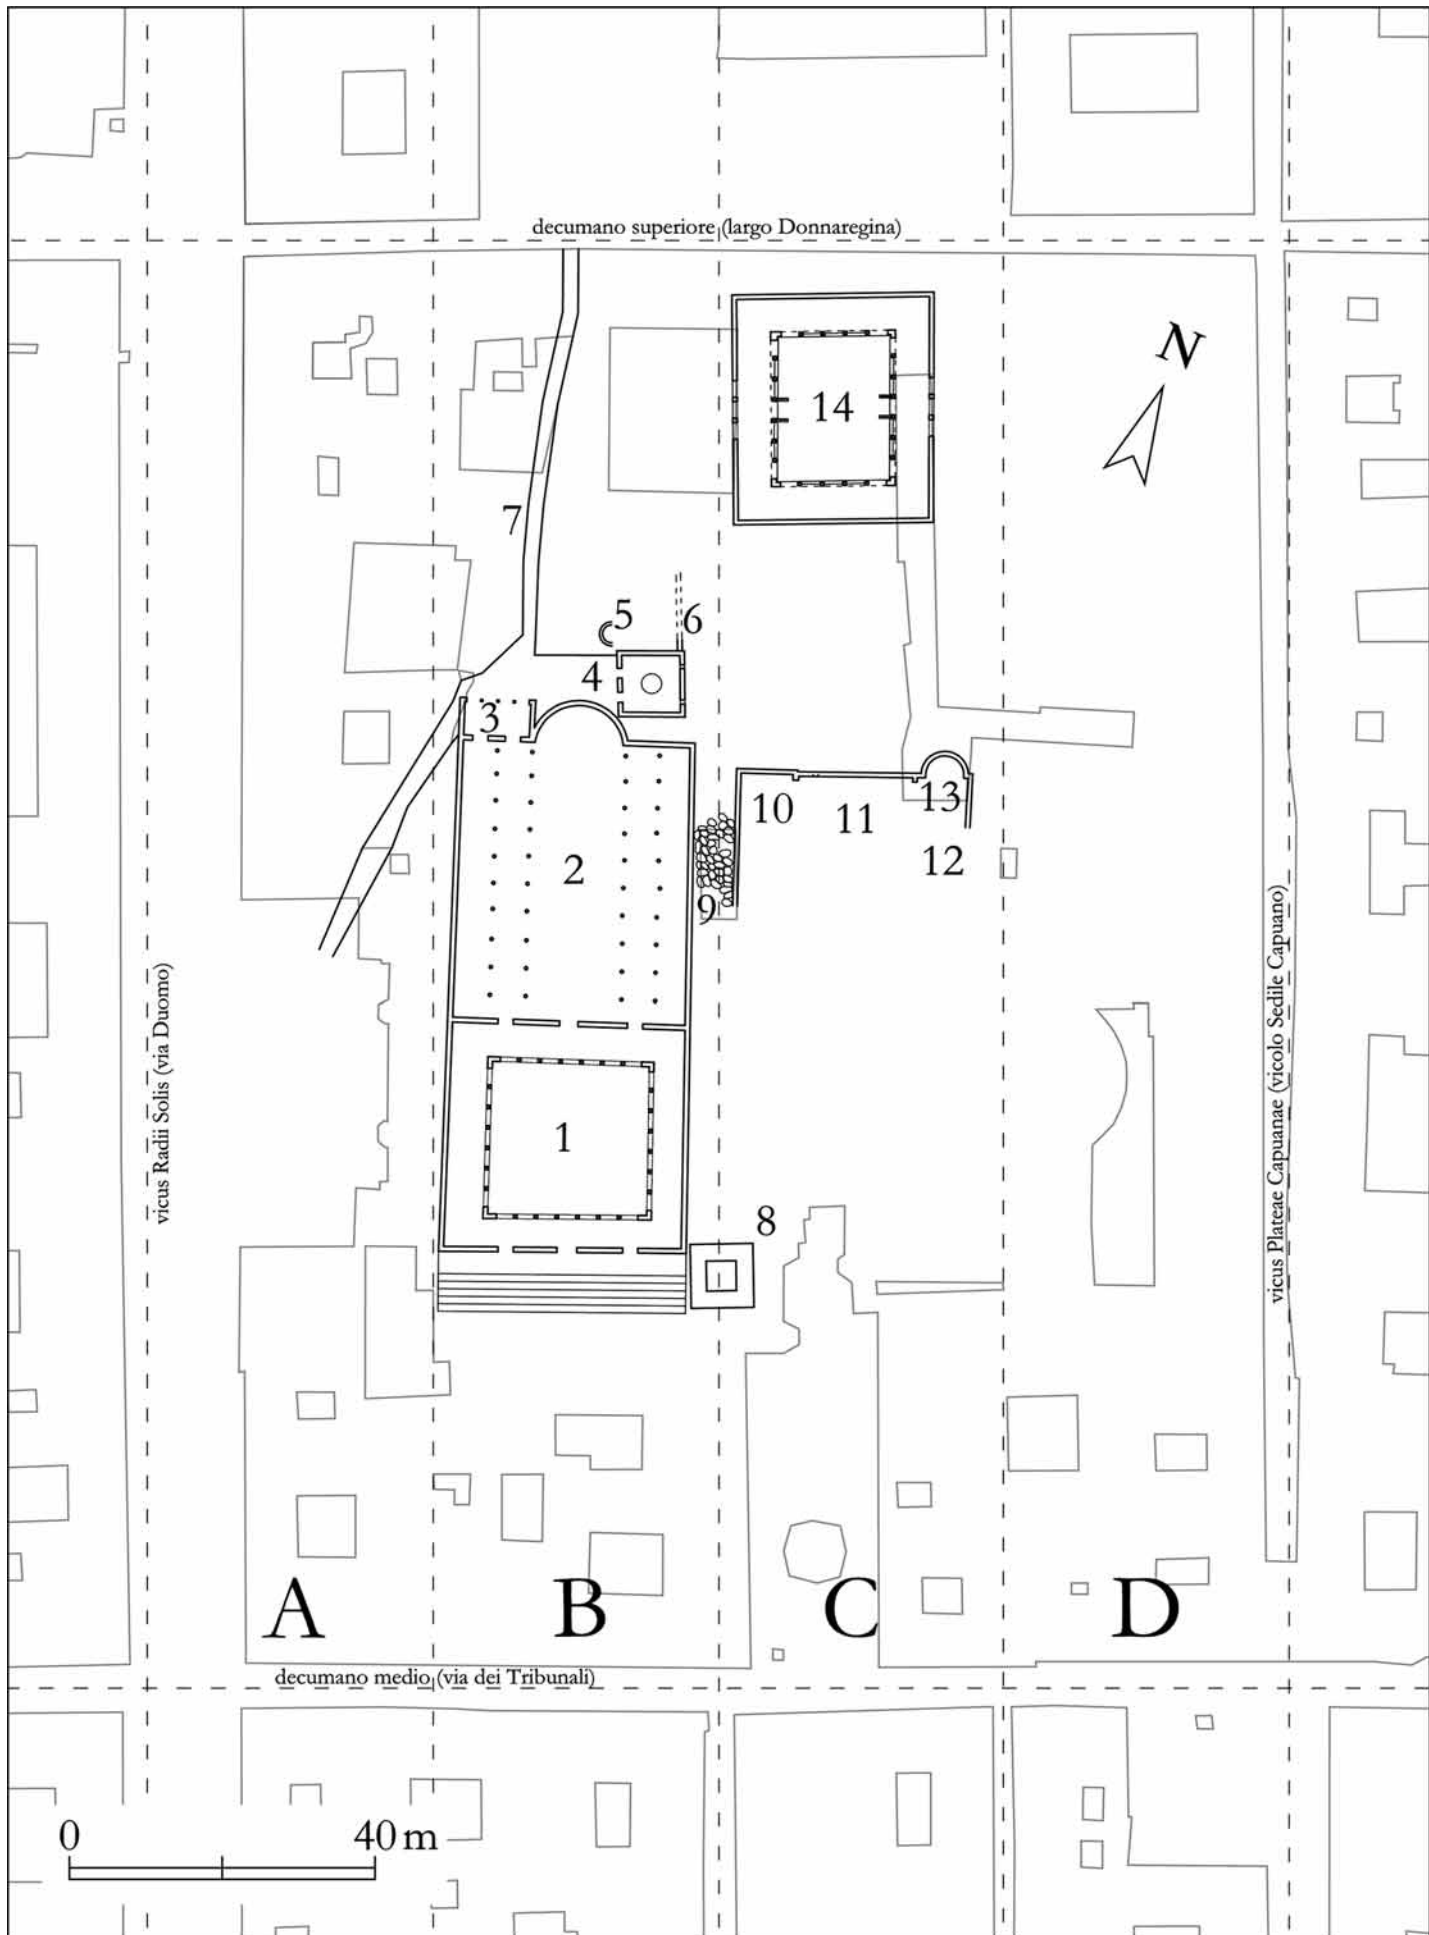 decumano superiore (largo Donnaregina)
N
14
7
5
6
4
3
10
11
13
12
2
9
vicus Radii Solis (via Duomo)
vicus Plateae Capuanae (vicolo Sedile Capuano)
1
8
A
B
C
D
decumano medio (via dei Tribunali)
0
40 m